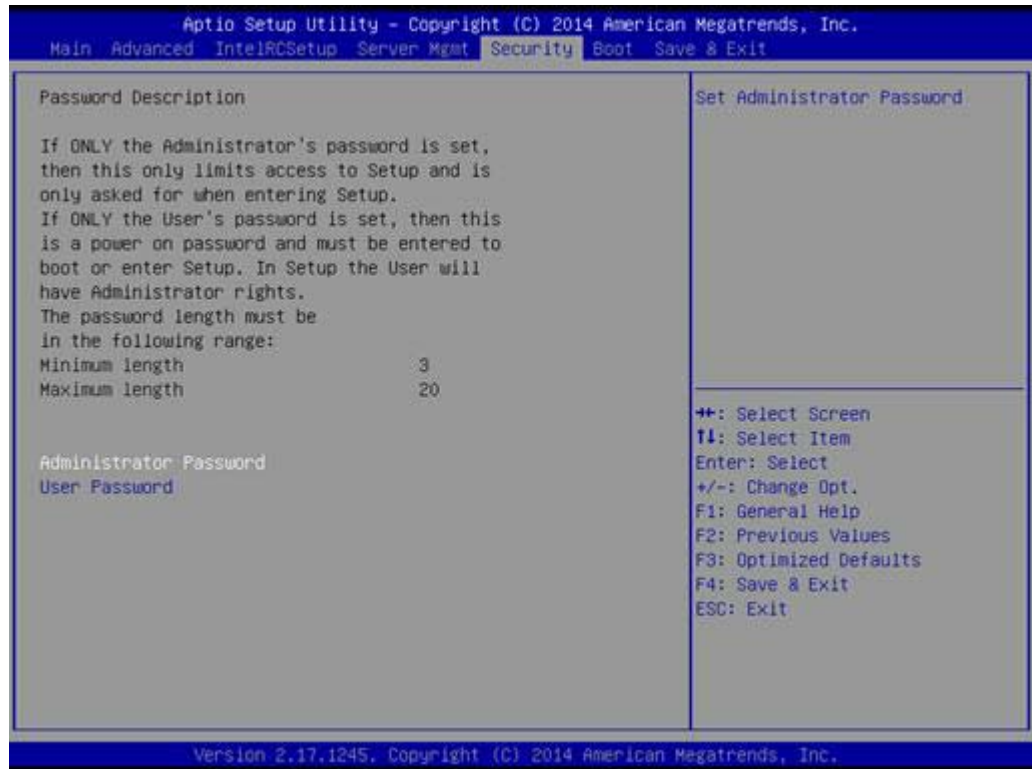 Aptio Setup Utility – Copyright (C) 2014 American Megatrends, Inc.
Main Advanced IntelRCSetup Server Mgmt Security Boot Save & Exit
Password Description
If ONLY the Administrator's password is set,
then this only limits access to Setup and is
only asked for when entering Setup.
If ONLY the User's password is set, then this
is a power on password and must be entered to
boot or enter Setup. In Setup the User will
have Administrator rights.
The password length must be
in the following range:
Minimum length 3
Maximum length 20
Administrator Password
User Password
Set Administrator Password
→←: Select Screen
↑↓: Select Item
Enter: Select
+/-: Change Opt.
F1: General Help
F2: Previous Values
F3: Optimized Defaults
F4: Save & Exit
ESC: Exit
Version 2.17.1245. Copyright (C) 2014 American Megatrends, Inc.